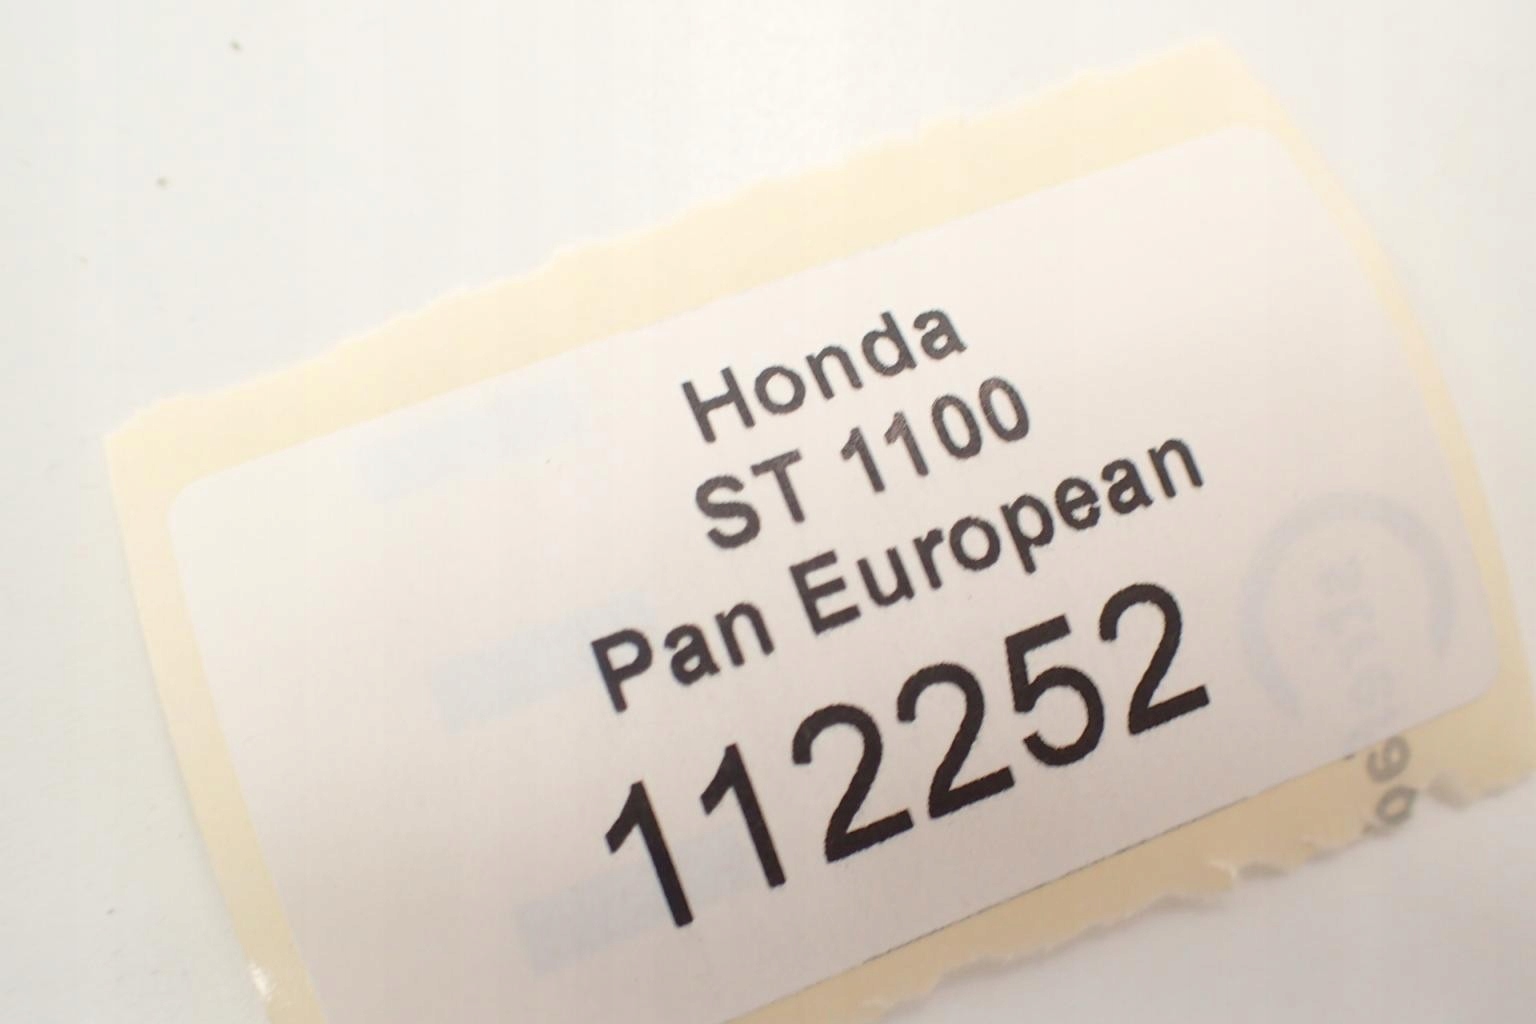 Honda
ST 1100
Pan European
112252